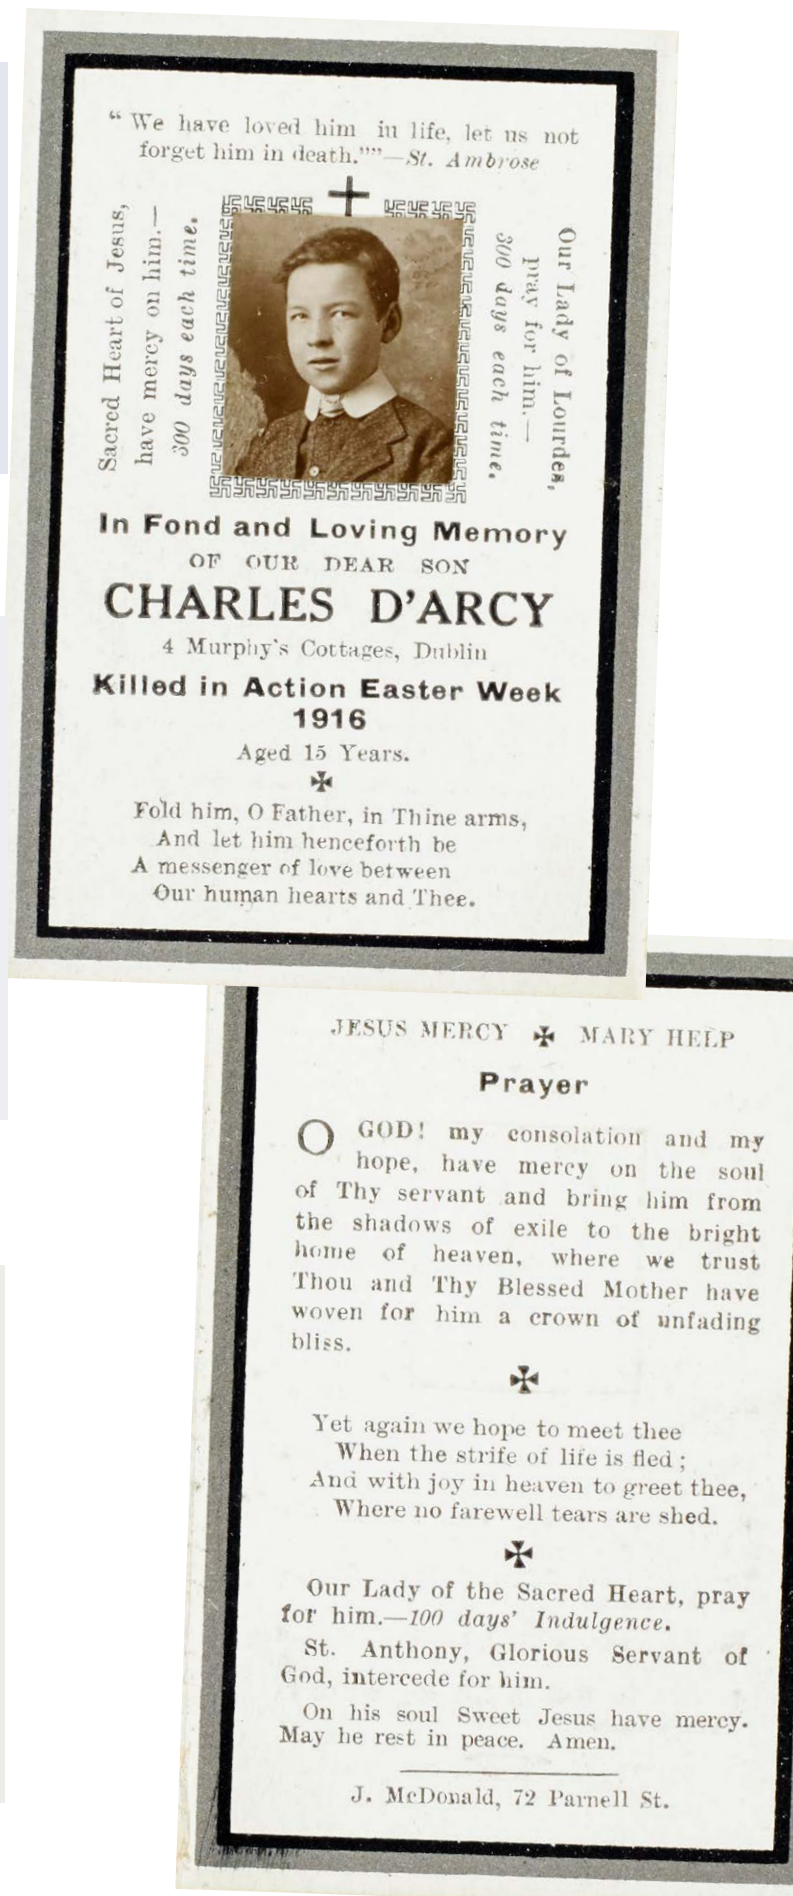 “ We have loved him in life, let us not
forget him in death.””—St. Ambrose
Sacred Heart of Jesus,
have mercy on him.—
300 days each time.
Our Lady of Lourdes,
pray for him.—
300 days each time.
In Fond and Loving Memory
OF OUR DEAR SON
CHARLES D’ARCY
4 Murphy's Cottages, Dublin
Killed in Action Easter Week
1916
Aged 15 Years.
Fold him, O Father, in Thine arms,
And let him henceforth be
A messenger of love between
Our human hearts and Thee.
JESUS MERCY ✠ MARY HELP
Prayer
O GOD! my consolation and my
hope, have mercy on the soul
of Thy servant and bring him from
the shadows of exile to the bright
home of heaven, where we trust
Thou and Thy Blessed Mother have
woven for him a crown of unfading
bliss.
Yet again we hope to meet thee
When the strife of life is fled ;
And with joy in heaven to greet thee,
Where no farewell tears are shed.
Our Lady of the Sacred Heart, pray
for him.—100 days’ Indulgence.
St. Anthony, Glorious Servant of
God, intercede for him.
On his soul Sweet Jesus have mercy.
May he rest in peace. Amen.
J. McDonald, 72 Parnell St.